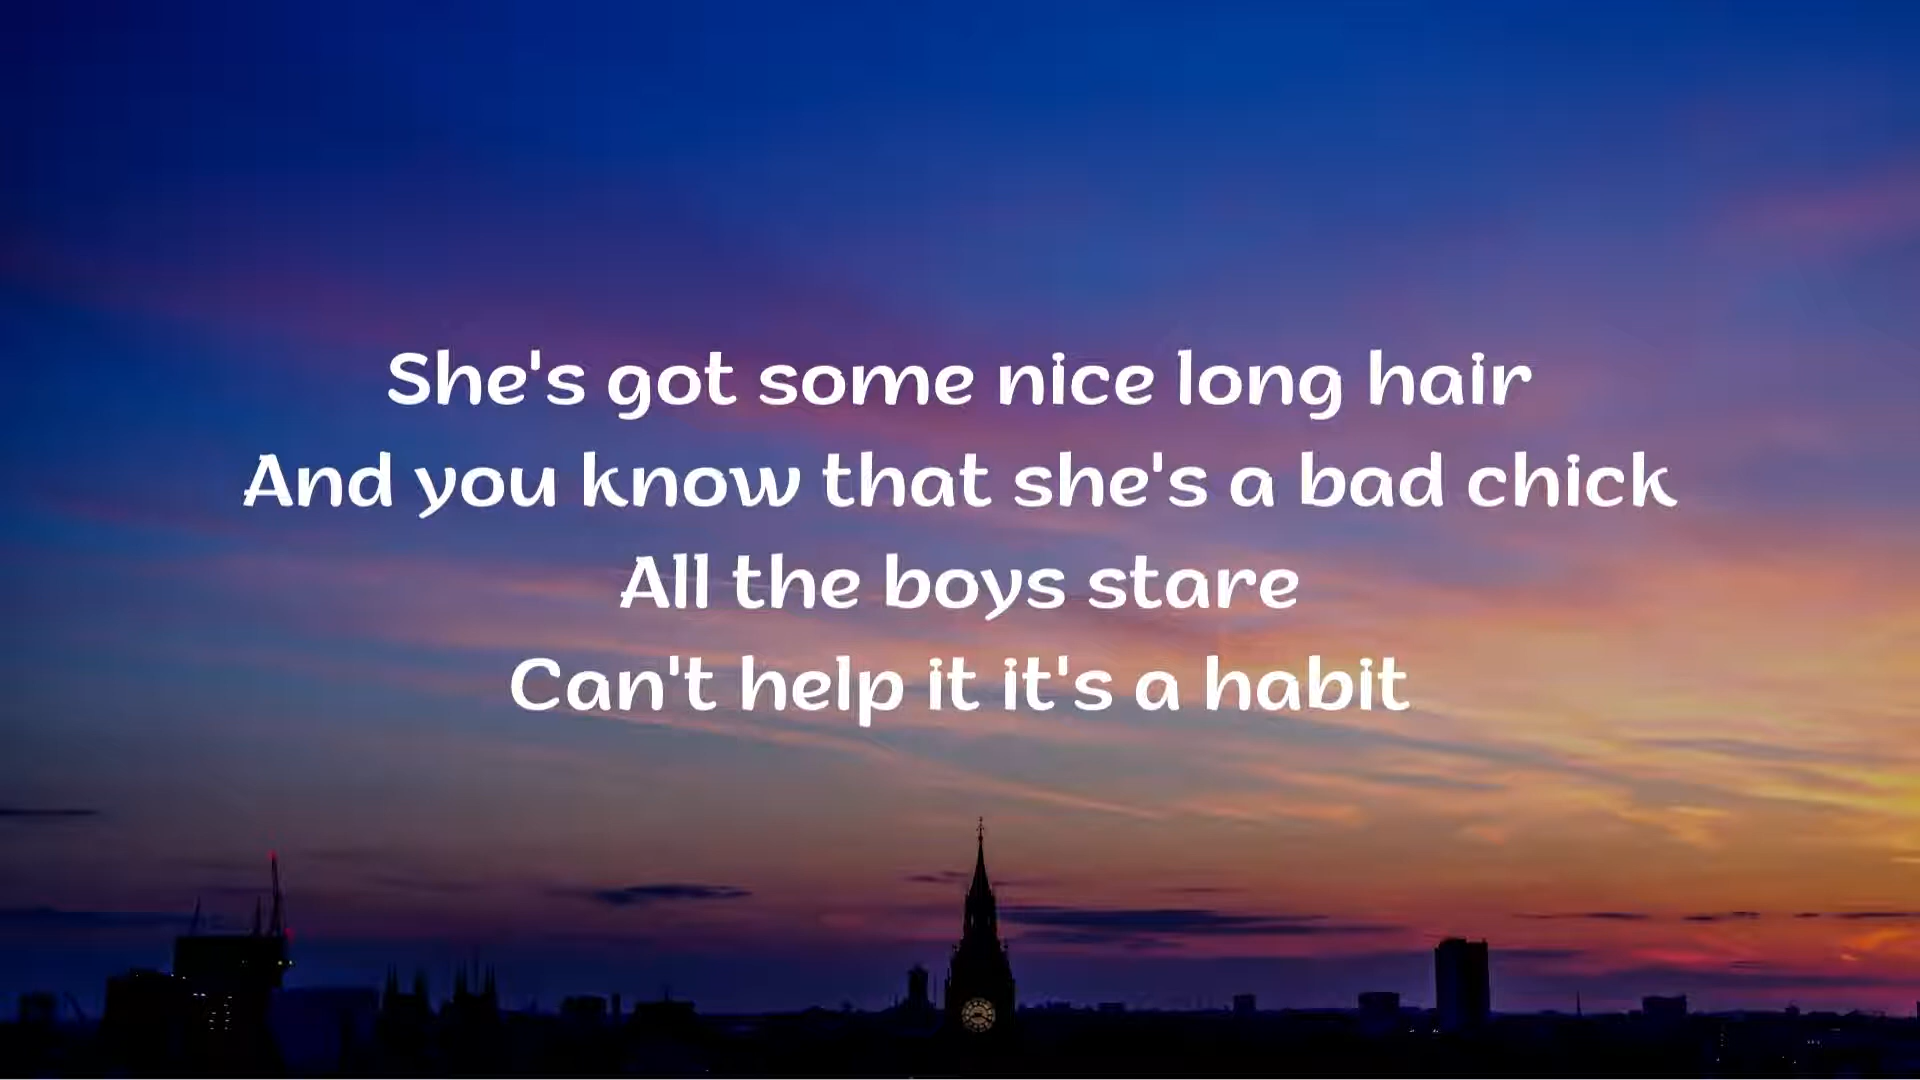 She's got some nice long hair
And you know that she's a bad chick
All the boys stare
Can't help it it's a habit